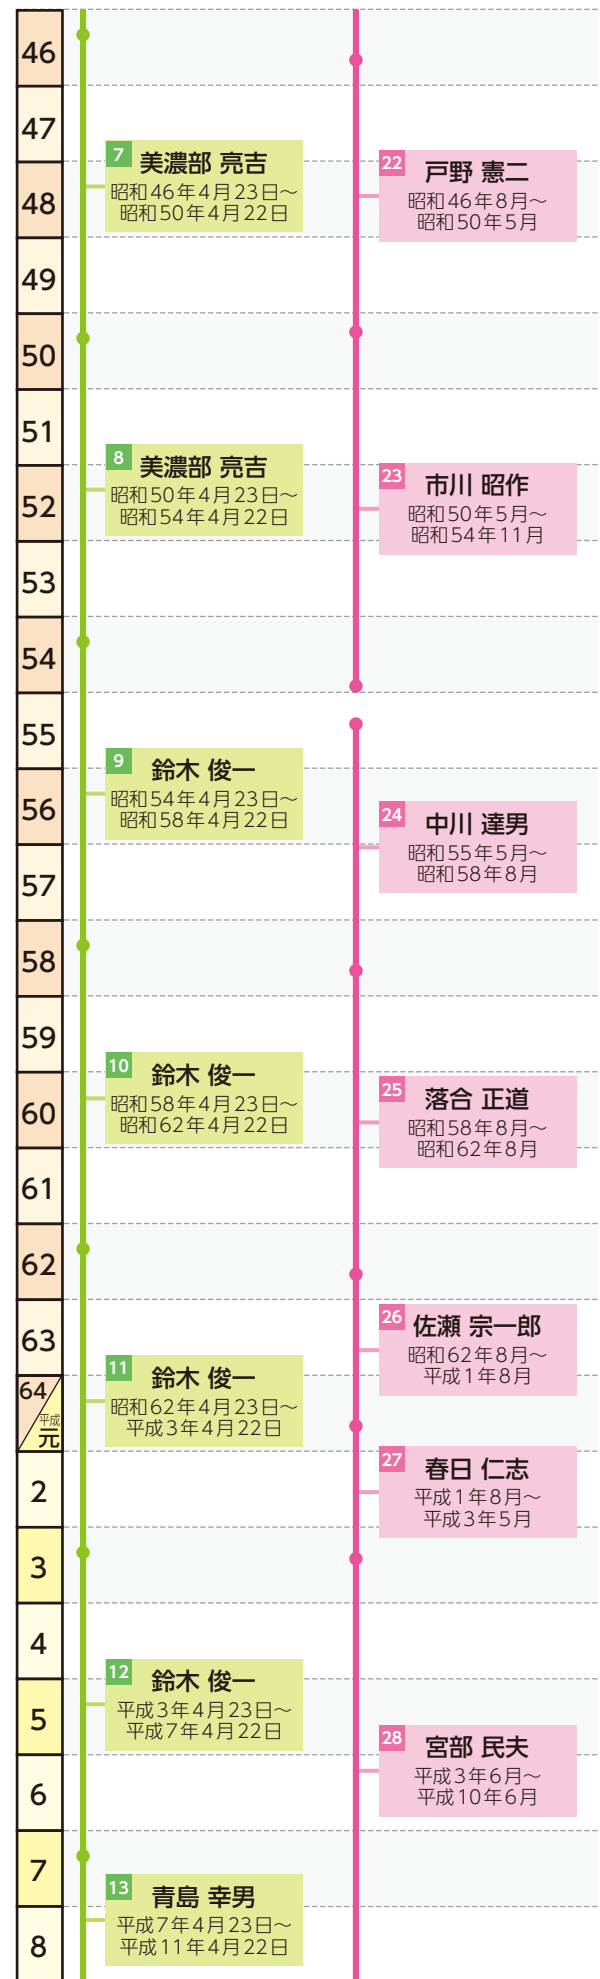 46
47
7 美濃部 亮吉
昭和46年4月23日～
昭和50年4月22日
22 戸野 憲二
昭和46年8月～
昭和50年5月
48
49
50
51
8 美濃部 亮吉
昭和50年4月23日～
昭和54年4月22日
23 市川 昭作
昭和50年5月～
昭和54年11月
52
53
54
55
9 鈴木 俊一
昭和54年4月23日～
昭和58年4月22日
56
24 中川 達男
昭和55年5月～
昭和58年8月
57
58
59
10 鈴木 俊一
昭和58年4月23日～
昭和62年4月22日
60
25 落合 正道
昭和58年8月～
昭和62年8月
61
62
63
26 佐瀬 宗一郎
昭和62年8月～
平成1年8月
11 鈴木 俊一
昭和62年4月23日～
平成3年4月22日
64
平成
元
27 春日 仁志
平成1年8月～
平成3年5月
2
3
4
12 鈴木 俊一
平成3年4月23日～
平成7年4月22日
5
28 宮部 民夫
平成3年6月～
平成10年6月
6
7
13 青島 幸男
平成7年4月23日～
平成11年4月22日
8